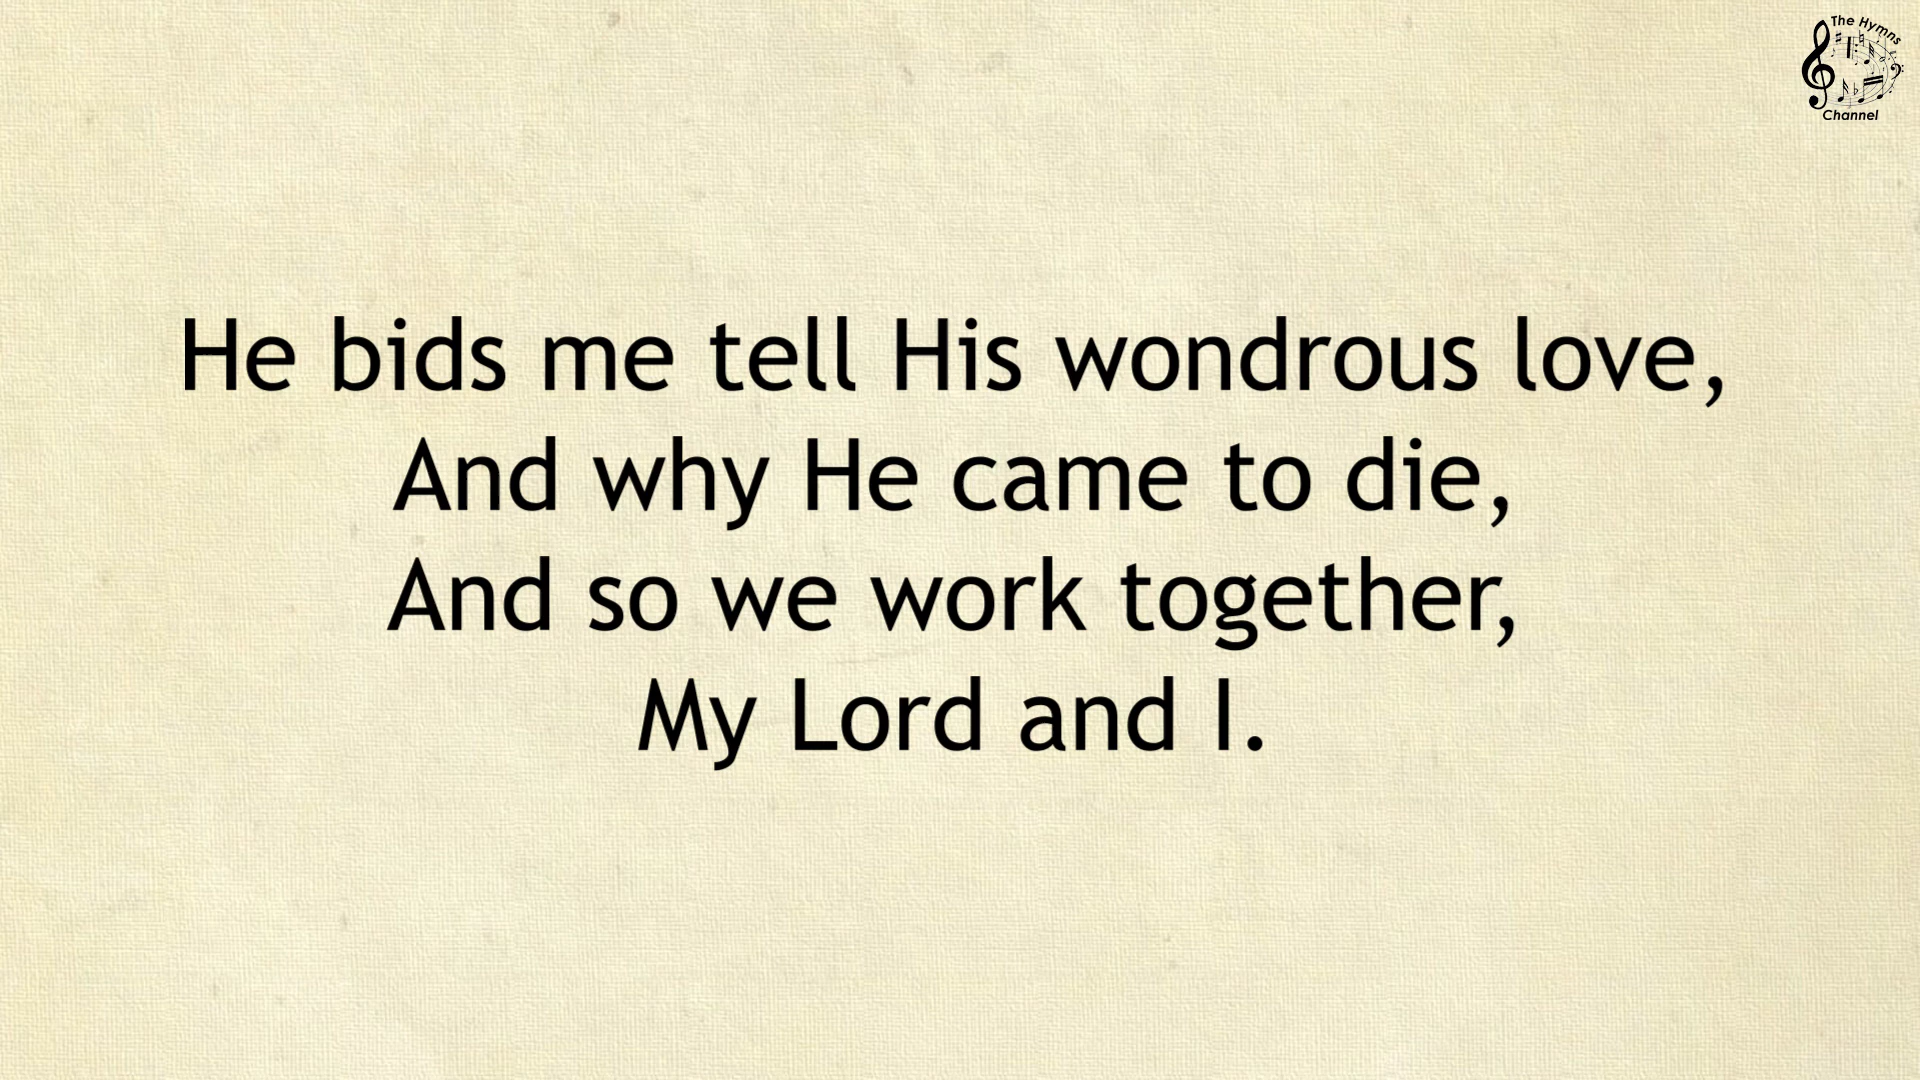 The Hymns
Channel
He bids me tell His wondrous love,
And why He came to die,
And so we work together,
My Lord and I.